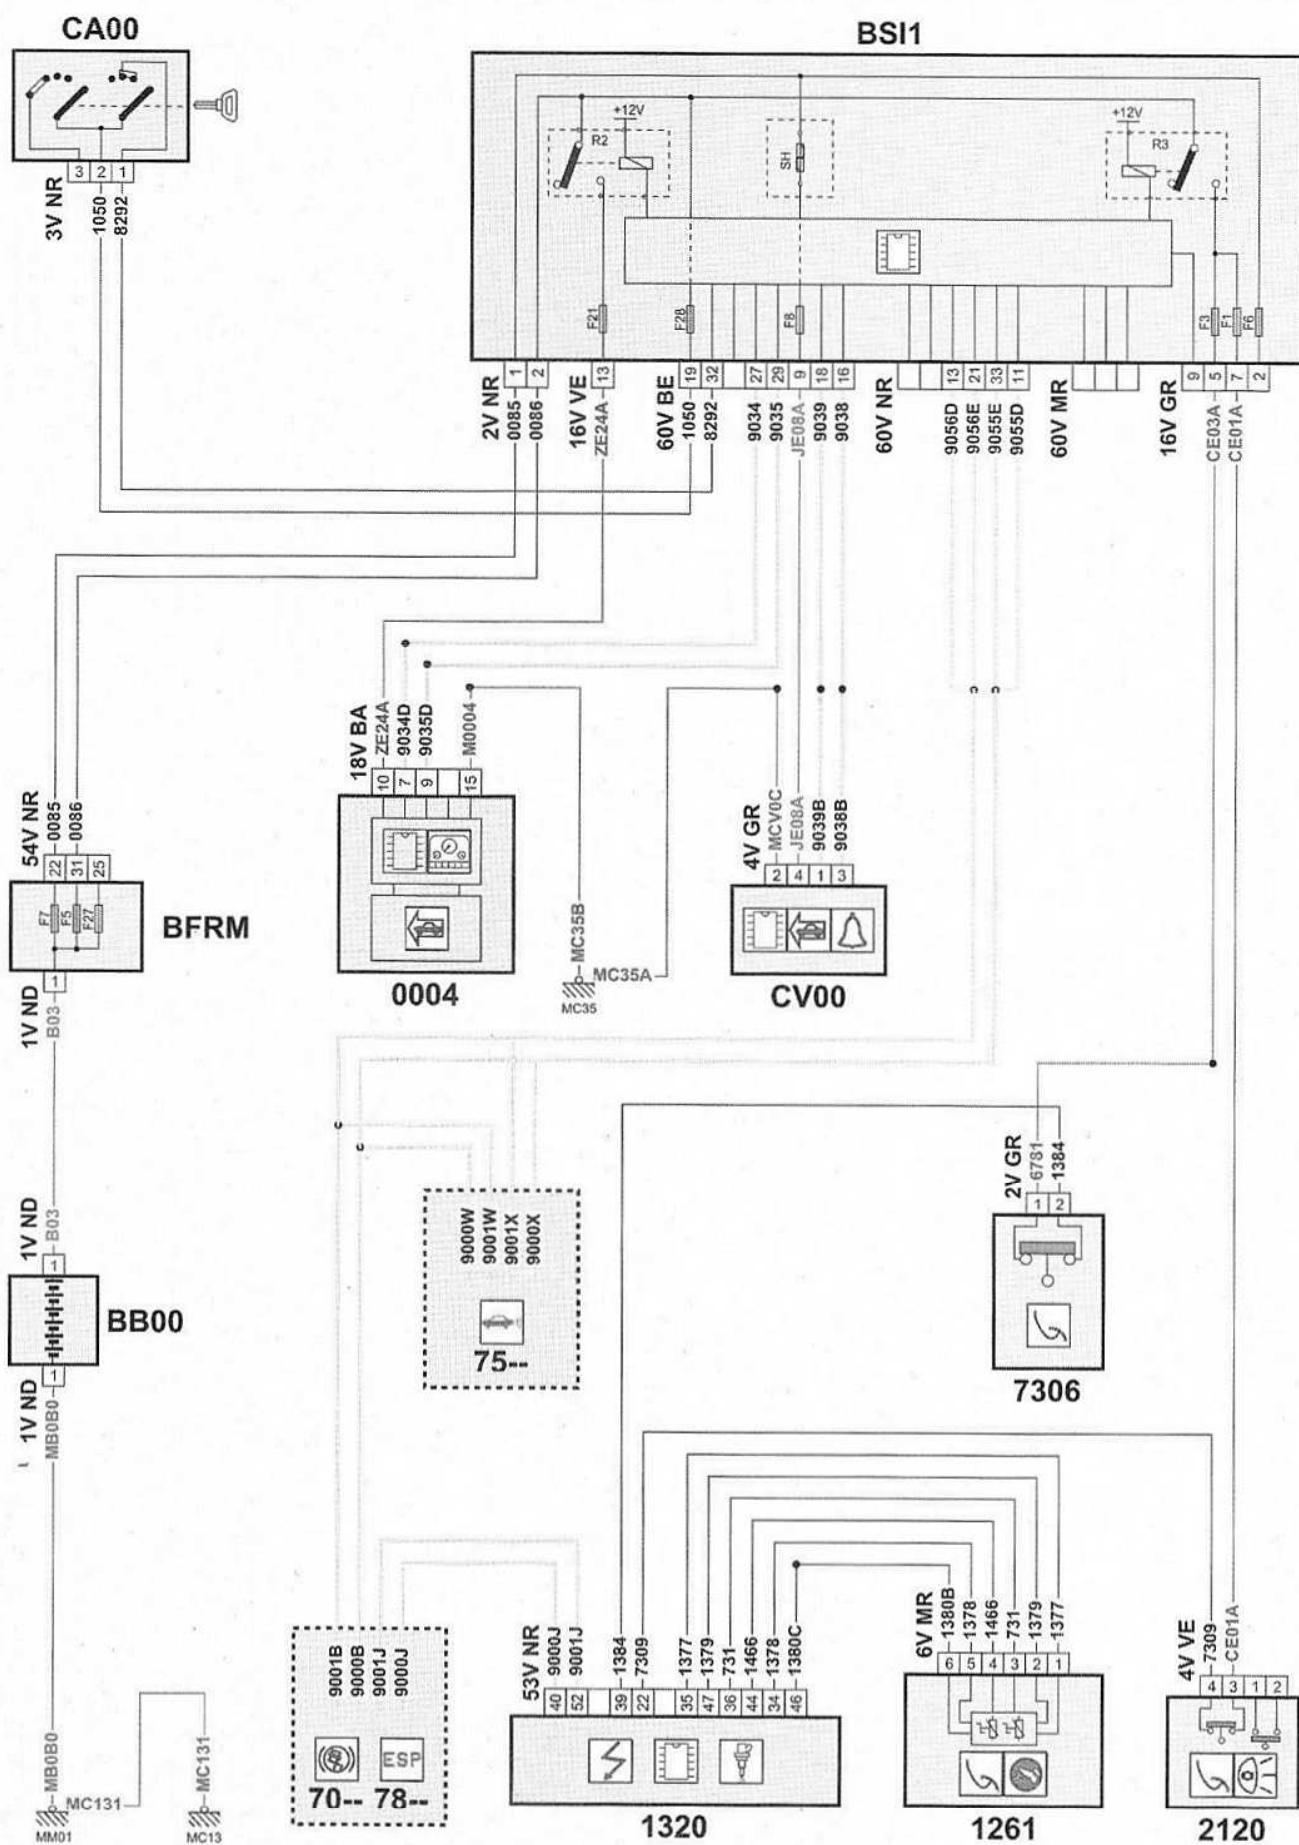 CA00
BSI1
+12V
R2
SH
+12V
R3
3 2 1
3V NR
1050
8292
F21
F28
F8
F3
F1
F6
1 2 13 19 32 27 29 9 18 16 13 21 33 11 9 5 7 2
2V NR
0085
0086
16V VE
ZE24A
60V BE
1050
8292
9034
9035
JE08A
9039
9038
60V NR
9056D
9056E
9055E
9055D
60V MR
16V GR
CE03A
CE01A
18V BA
ZE24A
9034D
9035D
M0004
10 7 9 15
0004
54V NR
0085
0086
22 31 25
F7
F5
F27
BFRM
1
1V ND
B03
MC35B
MC35A
MC35
4V GR
MCV0C
JE08A
9039B
9038B
2 4 1 3
CV00
1V ND
B03
1
BB00
1
1V ND
MB0B0
9000W
9001W
9001X
9000X
75--
2V GR
6781
1384
1 2
7306
9001B
9000B
9001J
9000J
ESP
70-- 78--
53V NR
9000J
9001J
1384
7309
1377
1379
731
1466
1378
1380C
40 52 39 22 35 47 36 44 34 46
1320
6V MR
1380B
1378
1466
731
1379
1377
6 5 4 3 2 1
1261
4V VE
7309
CE01A
4 3 1 2
2120
MB0B0
MC131
MC131
MM01
MC13